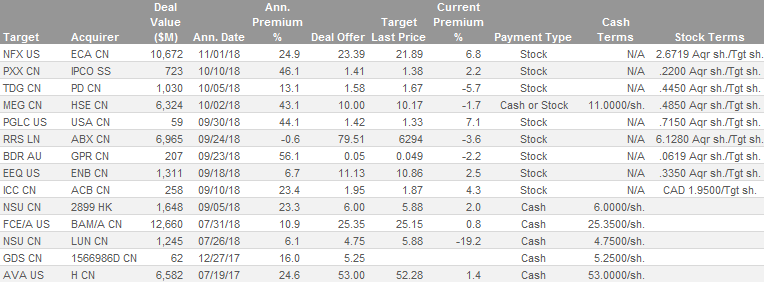 Deal Ann. Target Current
Value Premium Deal Offer Last Price Premium Cash
Target Acquirer ($M) Ann. Date % % Payment Type Terms Stock Terms
NFX US ECA CN 10,672 11/01/18 24.9 23.39 21.89 6.8 Stock N/A 2.6719 Aqr sh./Tgt sh.
PXX CN IPCO SS 723 10/10/18 46.1 1.41 1.38 2.2 Stock N/A .2200 Aqr sh./Tgt sh.
TDG CN PD CN 1,030 10/05/18 13.1 1.58 1.67 -5.7 Stock N/A .4450 Aqr sh./Tgt sh.
MEG CN HSE CN 6,324 10/02/18 43.1 10.00 10.17 -1.7 Cash or Stock 11.0000/sh. .4850 Aqr sh./Tgt sh.
PGLC US USA CN 59 09/30/18 44.1 1.42 1.33 7.1 Stock N/A .7150 Aqr sh./Tgt sh.
RRS LN ABX CN 6,965 09/24/18 -0.6 79.51 6294 -3.6 Stock N/A 6.1280 Aqr sh./Tgt sh.
BDR AU GPR CN 207 09/23/18 56.1 0.05 0.049 -2.2 Stock N/A .0619 Aqr sh./Tgt sh.
EEQ US ENB CN 1,311 09/18/18 6.7 11.13 10.86 2.5 Stock N/A .3350 Aqr sh./Tgt sh.
ICC CN ACB CN 258 09/10/18 23.4 1.95 1.87 4.3 Stock N/A CAD 1.9500/Tgt sh.
NSU CN 2899 HK 1,648 09/05/18 23.3 6.00 5.88 2.0 Cash 6.0000/sh.
FCE/A US BAM/A CN 12,660 07/31/18 10.9 25.35 25.15 0.8 Cash 25.3500/sh.
NSU CN LUN CN 1,245 07/26/18 6.1 4.75 5.88 -19.2 Cash 4.7500/sh.
GDS CN 1566986D CN 62 12/27/17 16.0 5.25 Cash 5.2500/sh.
AVA US H CN 6,582 07/19/17 24.6 53.00 52.28 1.4 Cash 53.0000/sh.